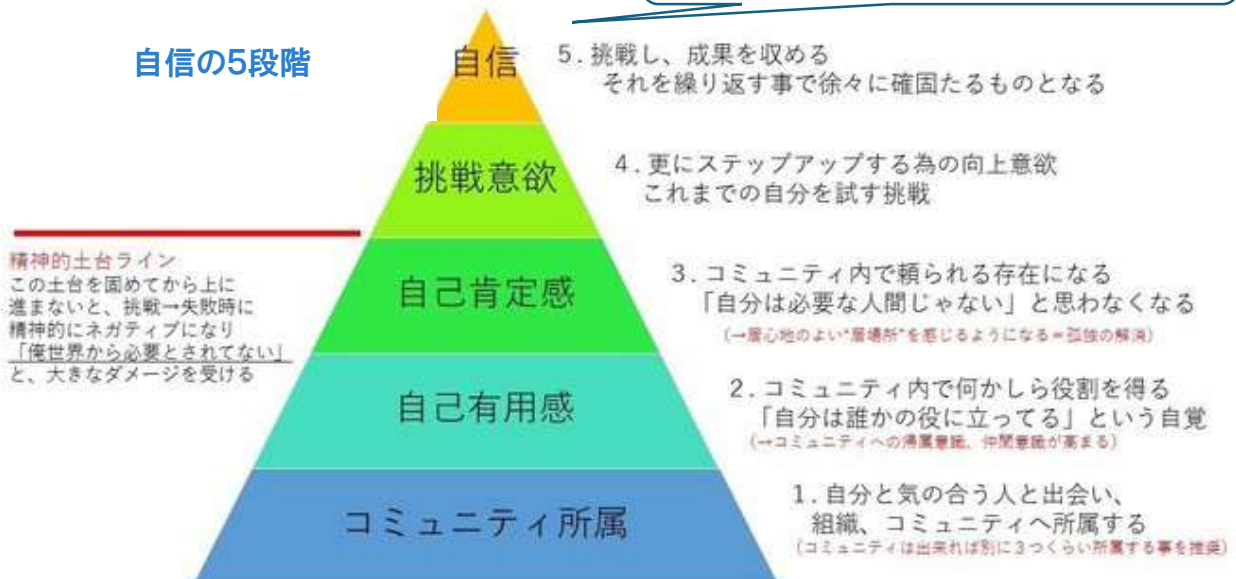 自信の5段階
自信
5. 挑戦し、成果を収める
それを繰り返す事で徐々に確固たるものとなる
挑戦意欲
4. 更にステップアップする為の向上意欲
これまでの自分を試す挑戦
精神的土台ライン
この土台を固めてから上に
進まないと、挑戦→失敗時に
精神的にネガティブになり
「俺世界から必要とされてない」
と、大きなダメージを受ける
自己肯定感
3. コミュニティ内で頼られる存在になる
「自分は必要な人間じゃない」と思わなくなる
(→居心地のよい"居場所"を感じるようになる=孤独の解消)
自己有用感
2. コミュニティ内で何かしら役割を得る
「自分は誰かの役に立ってる」という自覚
(→コミュニティへの帰属意識、仲間意識が高まる)
コミュニティ所属
1. 自分と気の合う人と出会い、
組織、コミュニティへ所属する
(コミュニティは出来れば別に3つくらい所属する事を推奨)